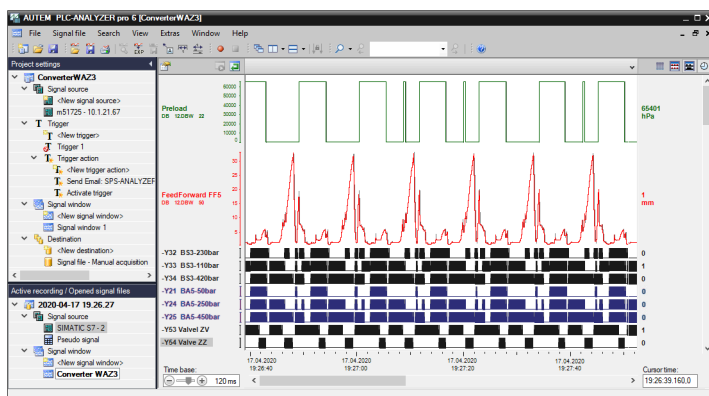 AUTEM PLC-ANALYZER pro 6 [ConverterWAZ3]
File Signal file Search View Extras Window Help
Project settings
ConverterWAZ3
Signal source
<New signal source>
m51725 - 10.1.21.67
Trigger
<New trigger>
Trigger 1
Trigger action
<New trigger action>
Send Email: SPS-ANALYZER
Activate trigger
Signal window
<New signal window>
Signal window 1
Destination
<New destination>
Signal file - Manual acquisition
Active recording / Opened signal files
2020-04-17 19.26.27
Signal source
SIMATIC S7 - 2
Pseudo signal
Signal window
<New signal window>
Converter WAZ3
Preload
DB 12.DBW 22
60000
50000
40000
30000
20000
10000
0
65401
hPa
FeedForward FF5
DB 12.DBW 50
30
25
20
15
10
5
1
mm
-Y32 BS3-230bar 0
-Y33 BS3-110bar 1
-Y34 BS3-420bar 0
-Y21 BA5-50bar 0
-Y24 BA5-250bar 0
-Y25 BA5-450bar 0
-Y53 Valvel ZV 1
-Y54 Valve ZZ 0
17.04.2020 17.04.2020 17.04.2020 17.04.2020
19:26:40 19:27:00 19:27:20 19:27:40
Time base:
120 ms
Cursor time:
19:26:39.160,0